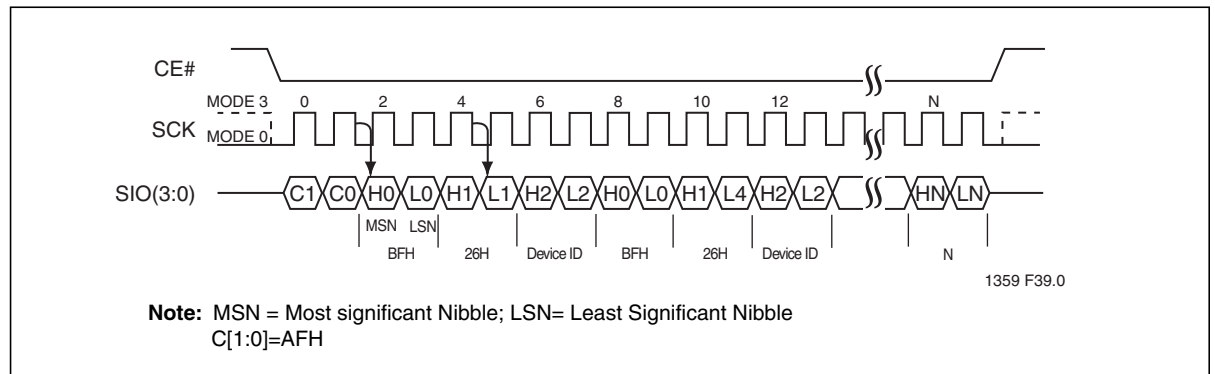 CE#
MODE 3 0 2 4 6 8 10 12 N
SCK
MODE 0
SIO(3:0) C1 C0 H0 L0 H1 L1 H2 L2 H0 L0 H1 L4 H2 L2 HN LN
MSN LSN
BFH 26H Device ID BFH 26H Device ID N
1359 F39.0
Note: MSN = Most significant Nibble; LSN= Least Significant Nibble
C[1:0]=AFH